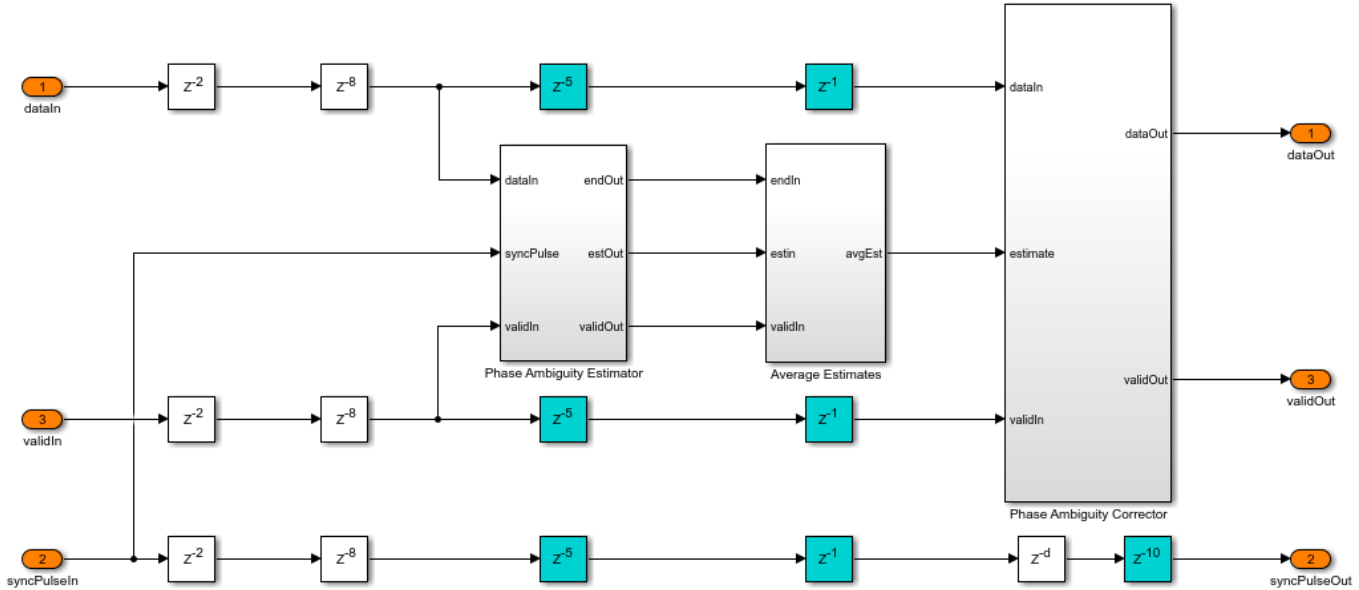 1
dataIn
z-2
z-8
z-5
z-1
dataIn
dataOut
estimate
validOut
validIn
Phase Ambiguity Corrector
1
dataOut
dataIn
endOut
syncPulse
estOut
validIn
validOut
Phase Ambiguity Estimator
endIn
estin
avgEst
validIn
Average Estimates
3
validIn
z-2
z-8
z-5
z-1
3
validOut
2
syncPulseIn
z-2
z-8
z-5
z-1
z-d
z-10
2
syncPulseOut